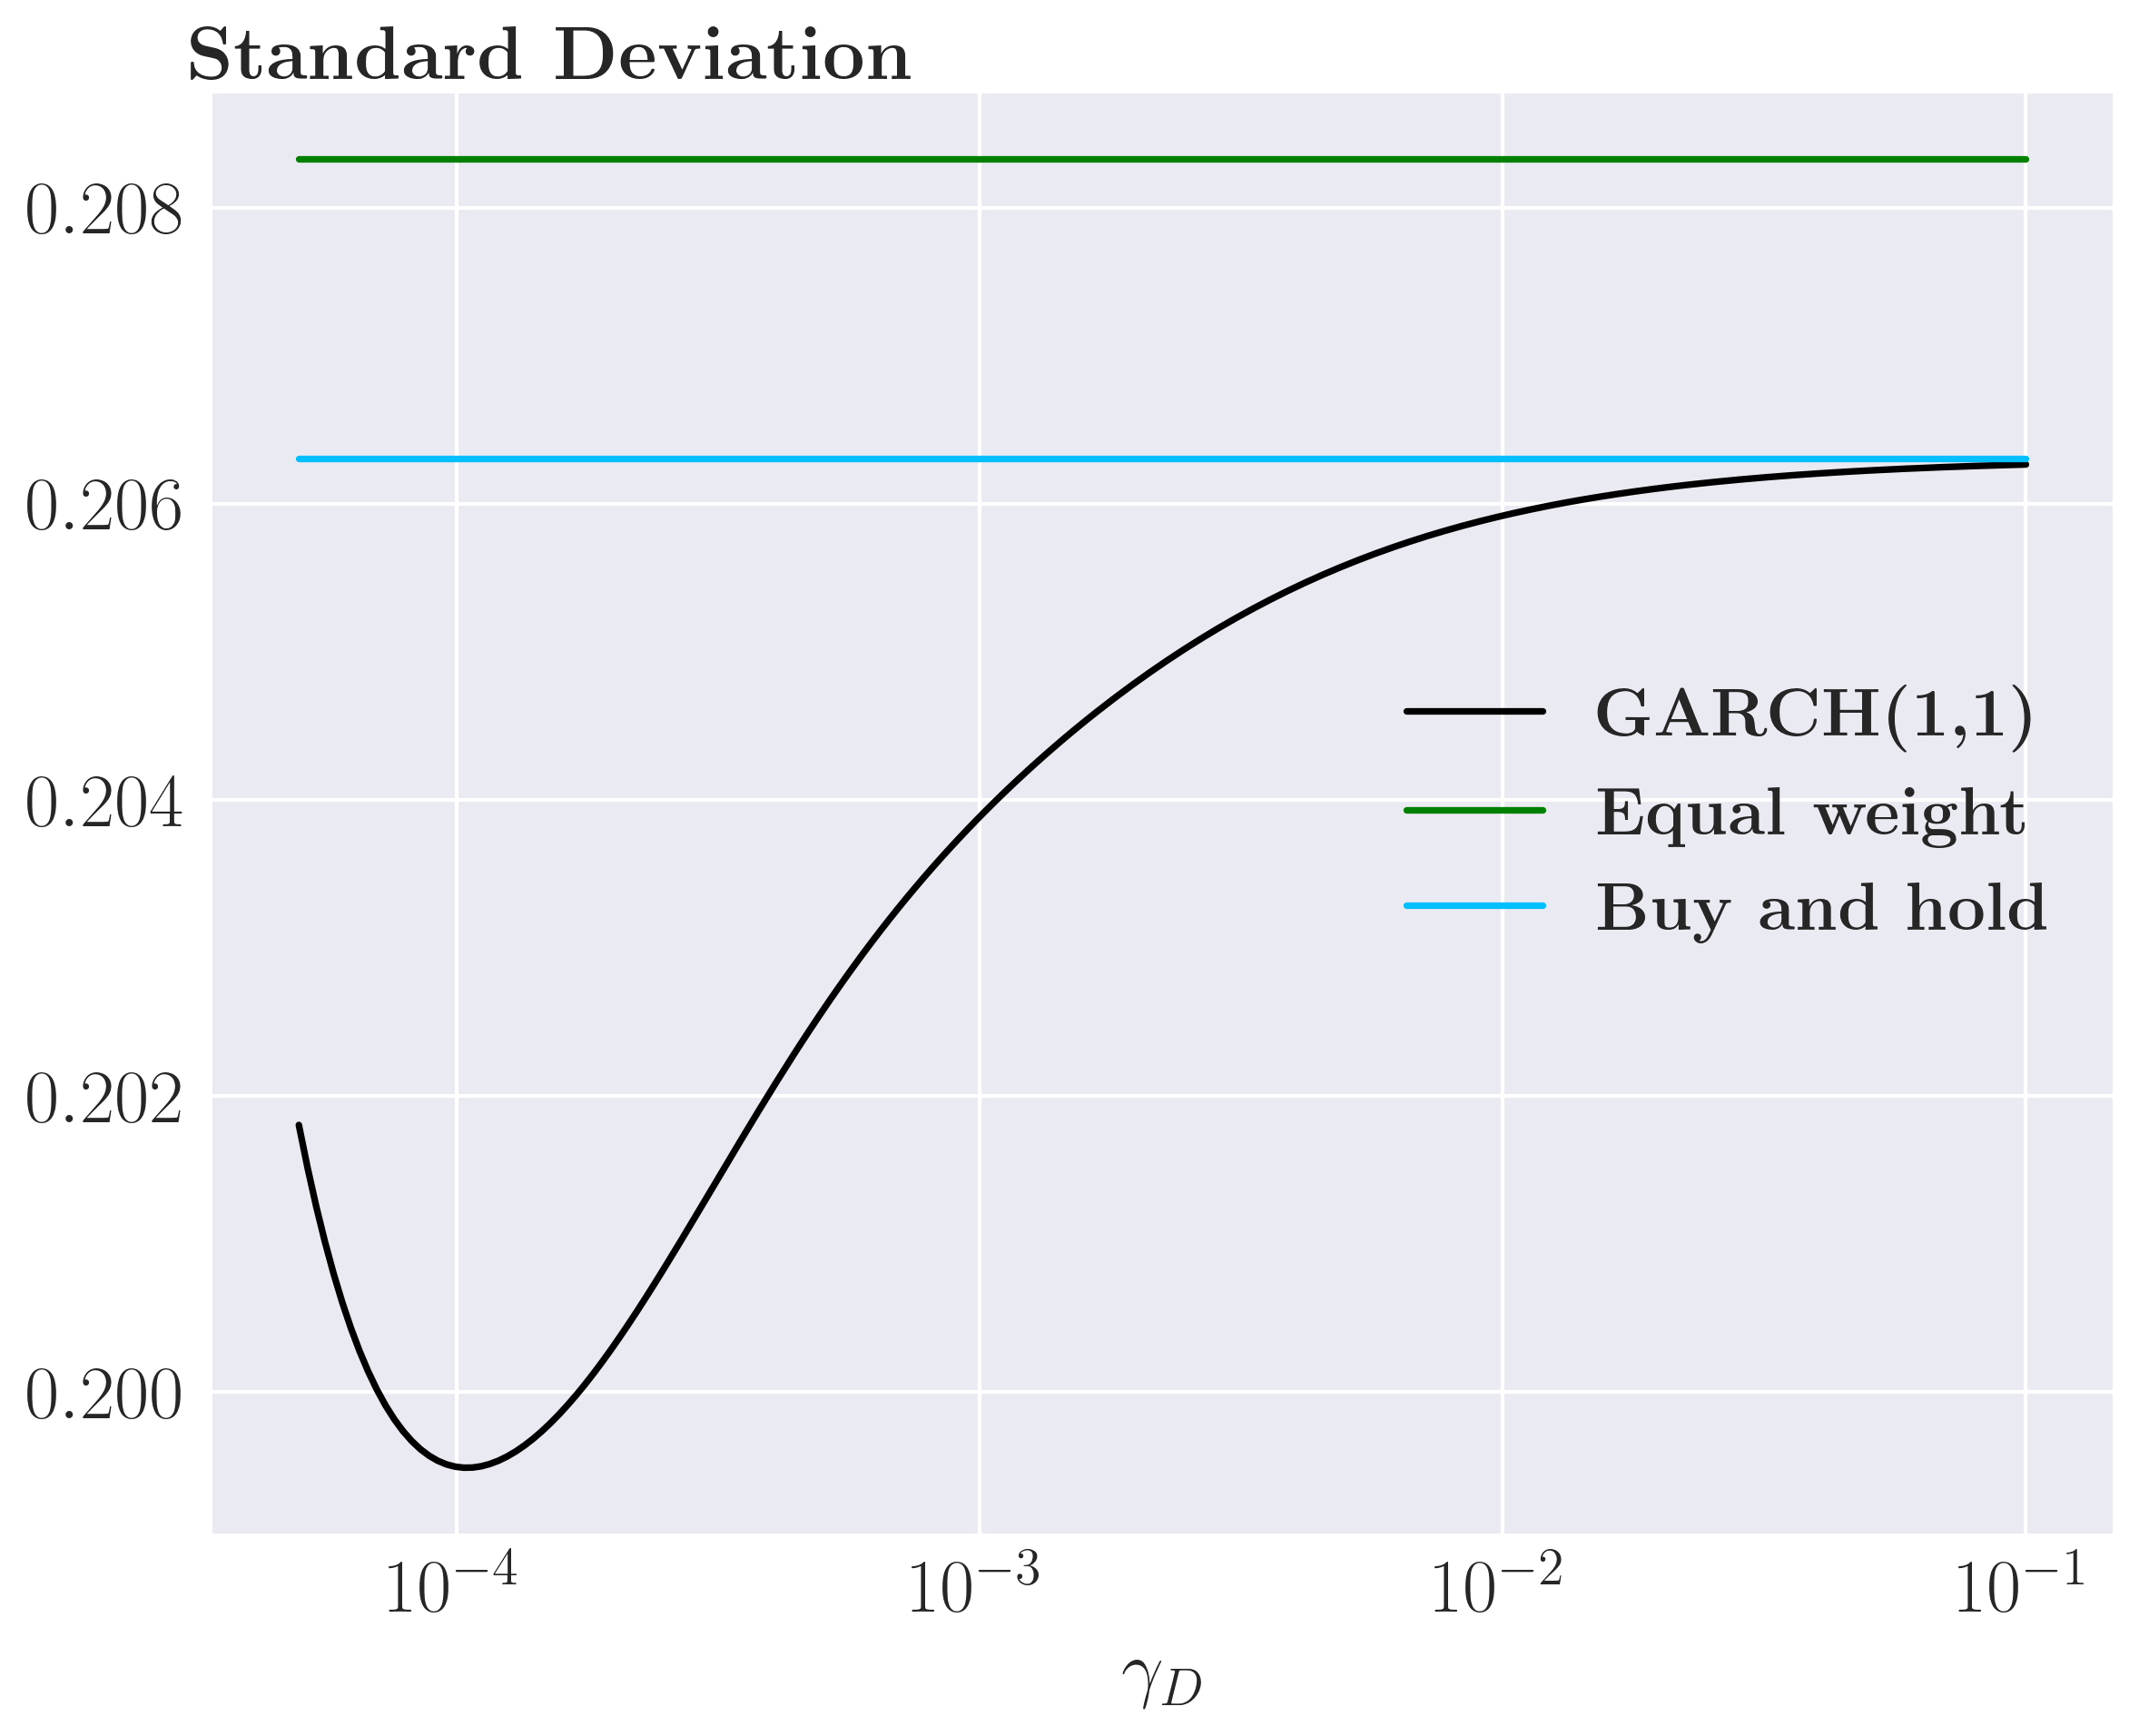 Standard Deviation
0.208
0.206
0.204
0.202
0.200
GARCH(1,1)
Equal weight
Buy and hold
10⁻⁴ 10⁻³ 10⁻² 10⁻¹
γ_D